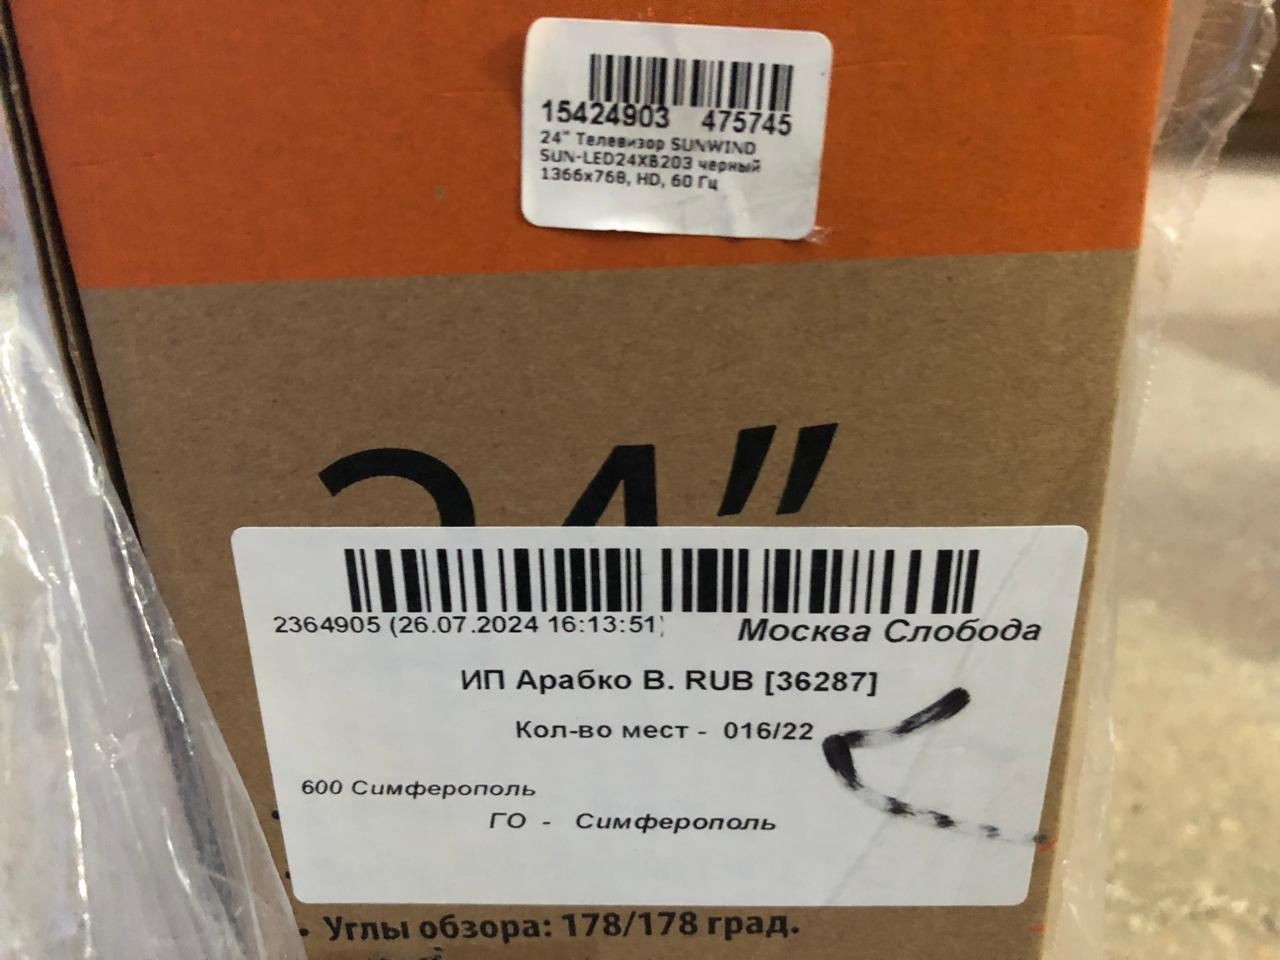 15424903 475745
24" Телевизор SUNWIND
SUN-LED24XB203 черный
1366x768, HD, 60 Гц
24"
2364905 (26.07.2024 16:13:51)
Москва Слобода
ИП Арабко В. RUB [36287]
Кол-во мест - 016/22
600 Симферополь
ГО - Симферополь
• Углы обзора: 178/178 град.